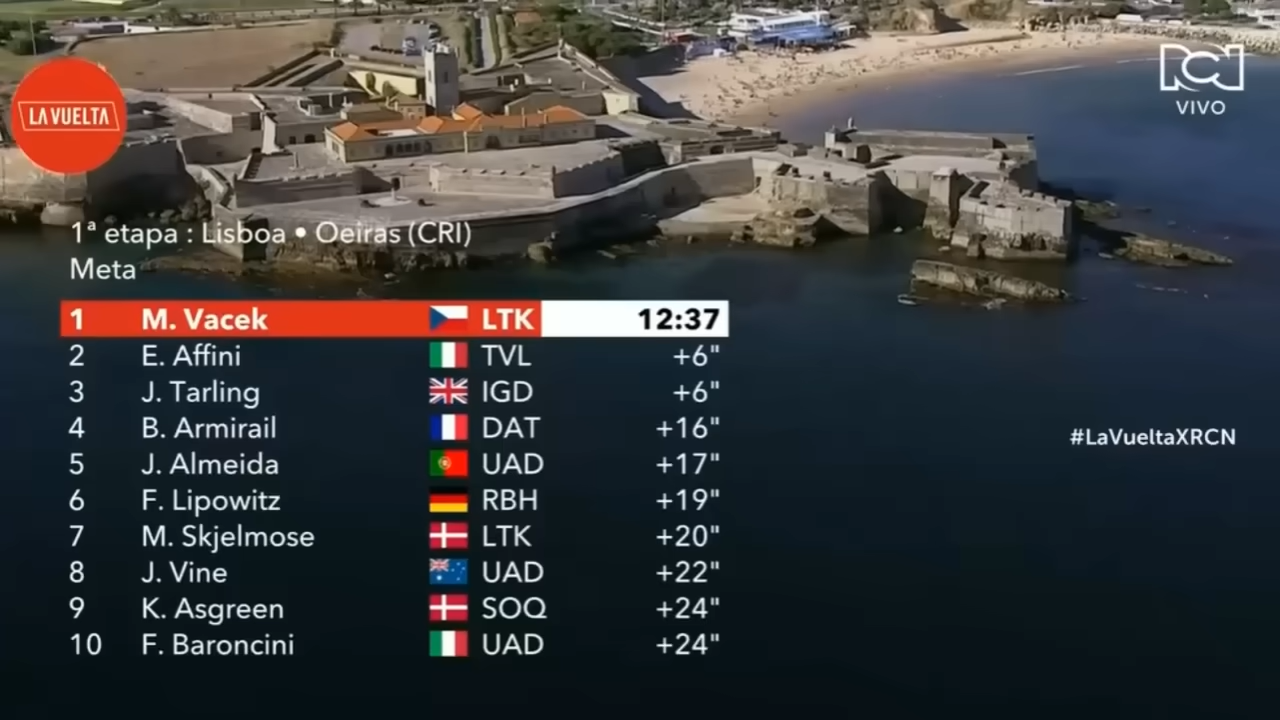 LA VUELTA
RCN
VIVO
1ª etapa : Lisboa • Oeiras (CRI)
Meta
1 M. Vacek LTK 12:37
2 E. Affini TVL +6"
3 J. Tarling IGD +6"
4 B. Armirail DAT +16"
5 J. Almeida UAD +17"
6 F. Lipowitz RBH +19"
7 M. Skjelmose LTK +20"
8 J. Vine UAD +22"
9 K. Asgreen SOQ +24"
10 F. Baroncini UAD +24"
#LaVueltaXRCN